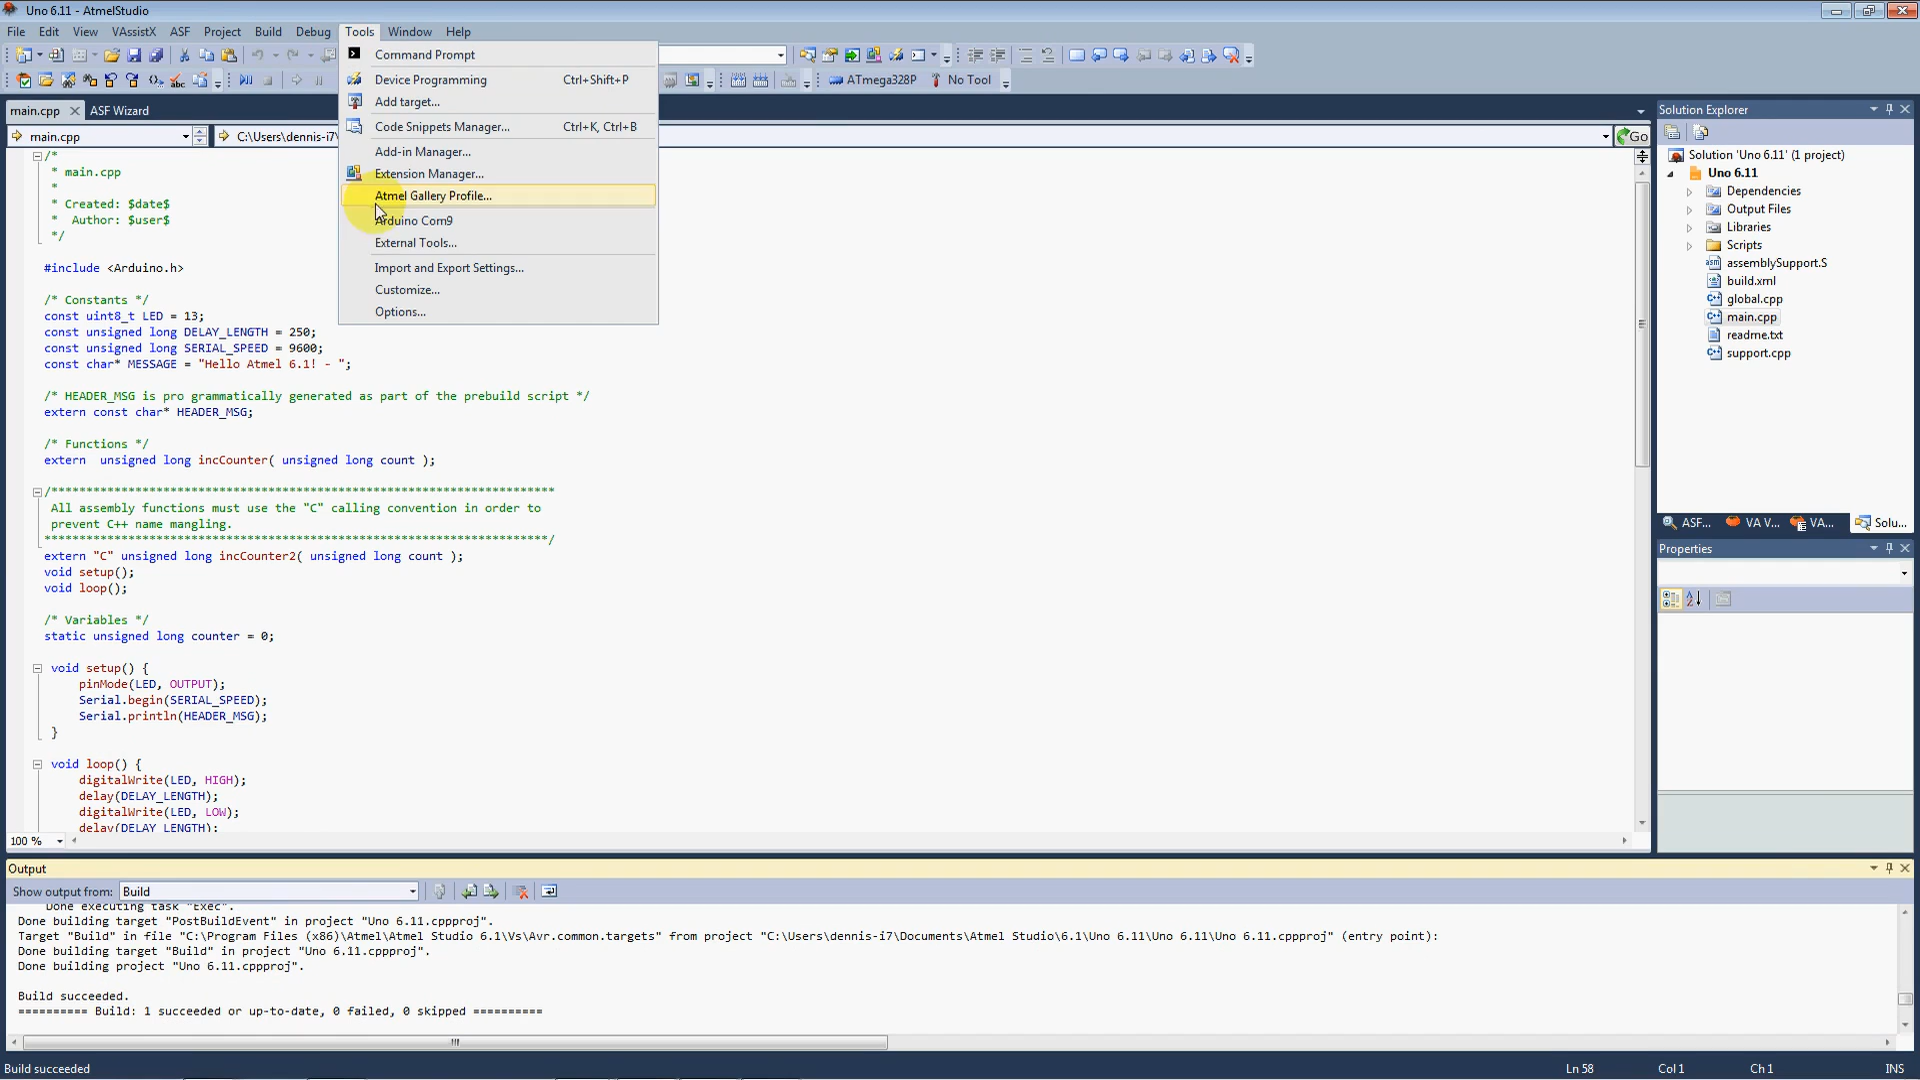 Uno 6.11 - AtmelStudio
File Edit View VAssistX ASF Project Build Debug Tools Window Help
ATmega328P No Tool
Command Prompt
Device Programming Ctrl+Shift+P
Add target...
Code Snippets Manager... Ctrl+K, Ctrl+B
Add-in Manager...
Extension Manager...
Atmel Gallery Profile...
Arduino Com9
External Tools...
Import and Export Settings...
Customize...
Options...
main.cpp ASF Wizard
main.cpp C:\Users\dennis-i7\ Go
/*
* main.cpp
*
* Created: $date$
* Author: $user$
*/
#include <Arduino.h>
/* Constants */
const uint8_t LED = 13;
const unsigned long DELAY_LENGTH = 250;
const unsigned long SERIAL_SPEED = 9600;
const char* MESSAGE = "Hello Atmel 6.1! - ";
/* HEADER_MSG is pro grammatically generated as part of the prebuild script */
extern const char* HEADER_MSG;
/* Functions */
extern  unsigned long incCounter( unsigned long count );
/************************************************************************
All assembly functions must use the "C" calling convention in order to
prevent C++ name mangling.
************************************************************************/
extern "C" unsigned long incCounter2( unsigned long count );
void setup();
void loop();
/* Variables */
static unsigned long counter = 0;
void setup() {
pinMode(LED, OUTPUT);
Serial.begin(SERIAL_SPEED);
Serial.println(HEADER_MSG);
}
void loop() {
digitalWrite(LED, HIGH);
delay(DELAY_LENGTH);
digitalWrite(LED, LOW);
delay(DELAY_LENGTH);
100 %
Solution Explorer
Solution 'Uno 6.11' (1 project)
Uno 6.11
Dependencies
Output Files
Libraries
Scripts
assemblySupport.S
build.xml
global.cpp
main.cpp
readme.txt
support.cpp
ASF... VA V... VA... Solu...
Properties
Output
Show output from: Build
Done executing task "Exec".
Done building target "PostBuildEvent" in project "Uno 6.11.cppproj".
Target "Build" in file "C:\Program Files (x86)\Atmel\Atmel Studio 6.1\Vs\Avr.common.targets" from project "C:\Users\dennis-i7\Documents\Atmel Studio\6.1\Uno 6.11\Uno 6.11\Uno 6.11.cppproj" (entry point):
Done building target "Build" in project "Uno 6.11.cppproj".
Done building project "Uno 6.11.cppproj".
Build succeeded.
========== Build: 1 succeeded or up-to-date, 0 failed, 0 skipped ==========
Build succeeded Ln 58 Col 1 Ch 1 INS